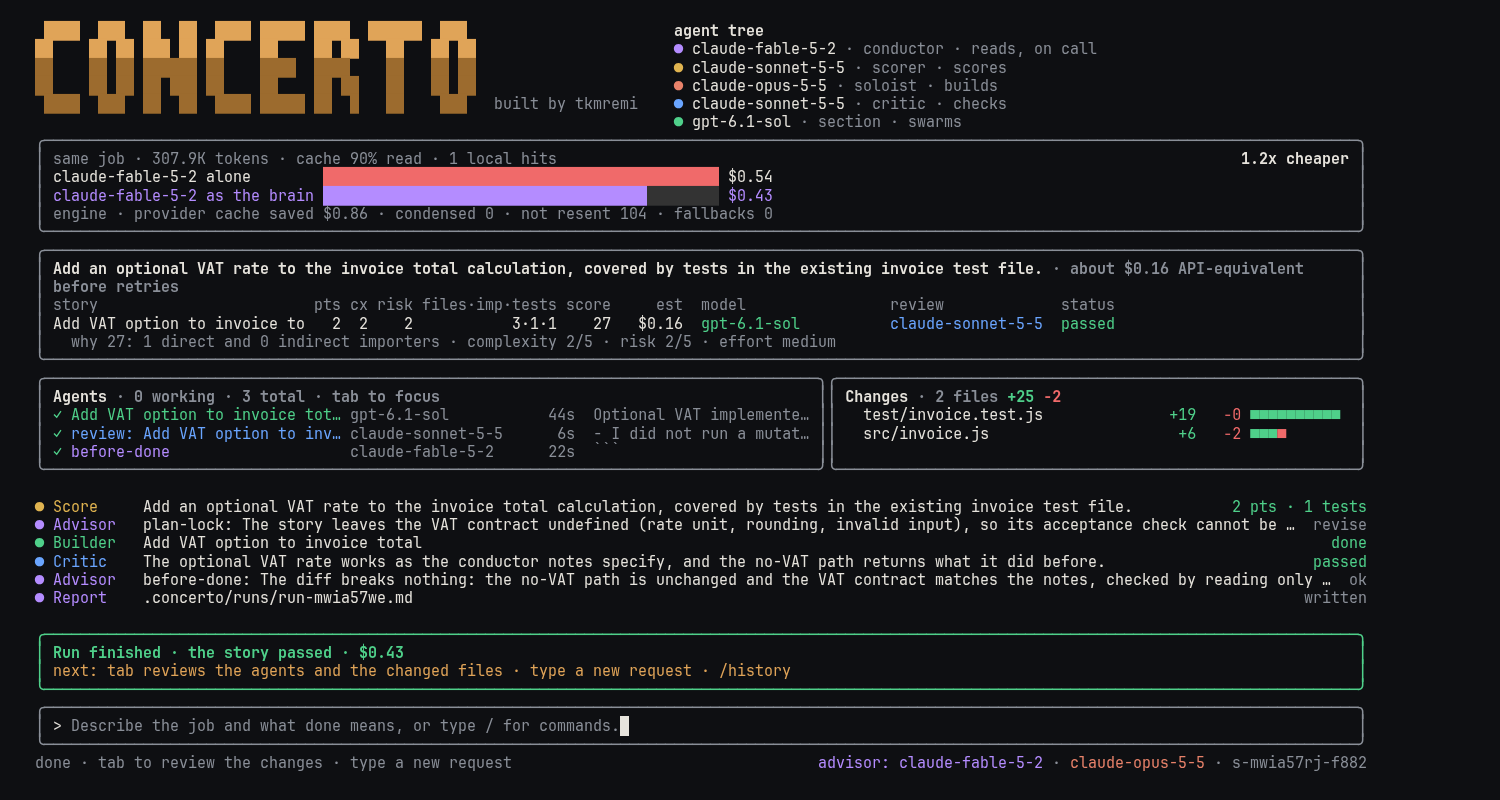 CONCERTO
built by tkmremi
agent tree
claude-fable-5-2 · conductor · reads, on call
claude-sonnet-5-5 · scorer · scores
claude-opus-5-5 · soloist · builds
claude-sonnet-5-5 · critic · checks
gpt-6.1-sol · section · swarms
same job · 307.9K tokens · cache 90% read · 1 local hits 1.2x cheaper
claude-fable-5-2 alone $0.54
claude-fable-5-2 as the brain $0.43
engine · provider cache saved $0.86 · condensed 0 · not resent 104 · fallbacks 0
Add an optional VAT rate to the invoice total calculation, covered by tests in the existing invoice test file. · about $0.16 API-equivalent
before retries
story pts cx risk files·imp·tests score est model review status
Add VAT option to invoice to 2 2 2 3·1·1 27 $0.16 gpt-6.1-sol claude-sonnet-5-5 passed
why 27: 1 direct and 0 indirect importers · complexity 2/5 · risk 2/5 · effort medium
Agents · 0 working · 3 total · tab to focus
✓ Add VAT option to invoice tot… gpt-6.1-sol 44s Optional VAT implemente…
✓ review: Add VAT option to inv… claude-sonnet-5-5 6s - I did not run a mutat…
✓ before-done claude-fable-5-2 22s ```
Changes · 2 files +25 -2
test/invoice.test.js +19 -0
src/invoice.js +6 -2
Score Add an optional VAT rate to the invoice total calculation, covered by tests in the existing invoice test file. 2 pts · 1 tests
Advisor plan-lock: The story leaves the VAT contract undefined (rate unit, rounding, invalid input), so its acceptance check cannot be … revise
Builder Add VAT option to invoice total done
Critic The optional VAT rate works as the conductor notes specify, and the no-VAT path returns what it did before. passed
Advisor before-done: The diff breaks nothing: the no-VAT path is unchanged and the VAT contract matches the notes, checked by reading only … ok
Report .concerto/runs/run-mwia57we.md written
Run finished · the story passed · $0.43
next: tab reviews the agents and the changed files · type a new request · /history
> Describe the job and what done means, or type / for commands.
done · tab to review the changes · type a new request advisor: claude-fable-5-2 · claude-opus-5-5 · s-mwia57rj-f882